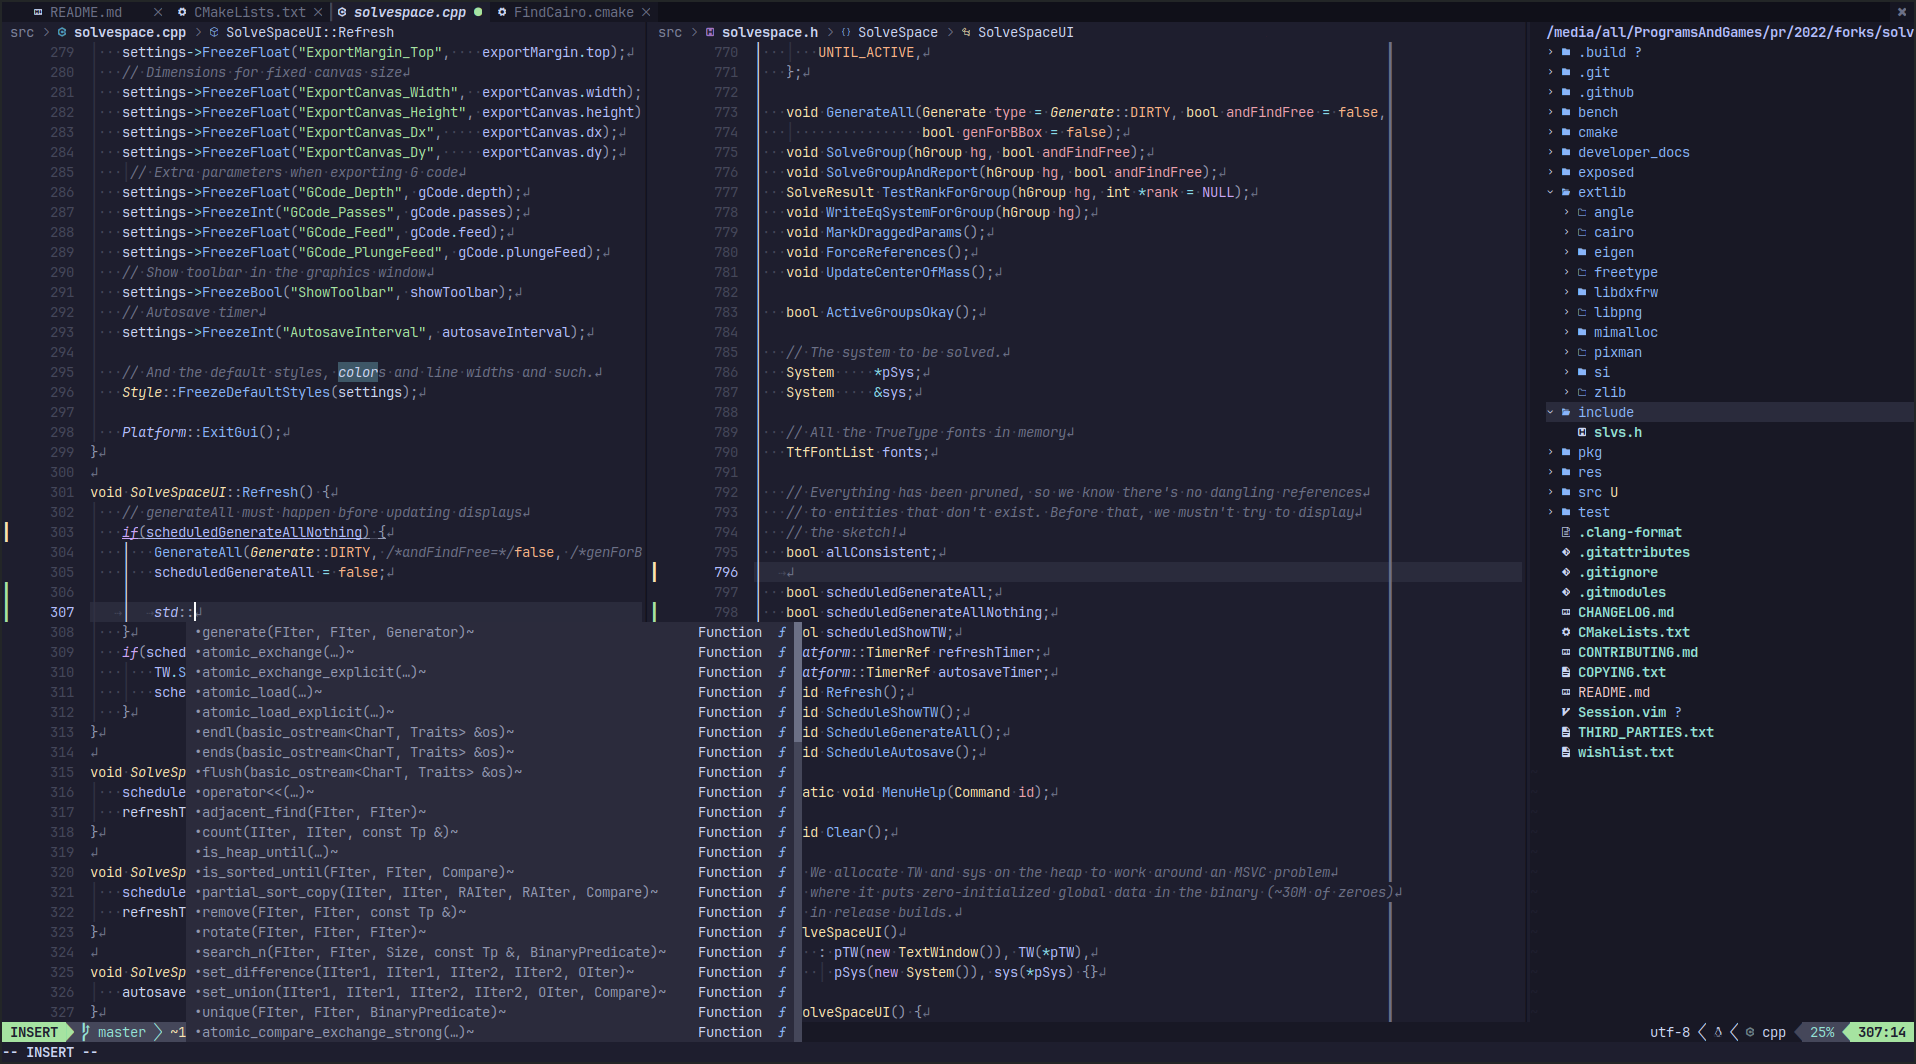 README.md × CMakeLists.txt × solvespace.cpp ● FindCairo.cmake ×
src > solvespace.cpp > SolveSpaceUI::Refresh
279 settings->FreezeFloat("ExportMargin_Top", exportMargin.top);
280 // Dimensions for fixed canvas size
281 settings->FreezeFloat("ExportCanvas_Width", exportCanvas.width);
282 settings->FreezeFloat("ExportCanvas_Height", exportCanvas.height)
283 settings->FreezeFloat("ExportCanvas_Dx", exportCanvas.dx);
284 settings->FreezeFloat("ExportCanvas_Dy", exportCanvas.dy);
285 // Extra parameters when exporting G code
286 settings->FreezeFloat("GCode_Depth", gCode.depth);
287 settings->FreezeInt("GCode_Passes", gCode.passes);
288 settings->FreezeFloat("GCode_Feed", gCode.feed);
289 settings->FreezeFloat("GCode_PlungeFeed", gCode.plungeFeed);
290 // Show toolbar in the graphics window
291 settings->FreezeBool("ShowToolbar", showToolbar);
292 // Autosave timer
293 settings->FreezeInt("AutosaveInterval", autosaveInterval);
294
295 // And the default styles, colors and line widths and such.
296 Style::FreezeDefaultStyles(settings);
297
298 Platform::ExitGui();
299 }
300
301 void SolveSpaceUI::Refresh() {
302 // generateAll must happen bfore updating displays
303 if(scheduledGenerateAllNothing) {
304 GenerateAll(Generate::DIRTY, /*andFindFree=*/false, /*genForB
305 scheduledGenerateAll = false;
306
307 std::
308 }
309 if(sched
310 TW.S
311 sche
312 }
313 }
314
315 void SolveSp
316 schedule
317 refreshT
318 }
319
320 void SolveSp
321 schedule
322 refreshT
323 }
324
325 void SolveSp
326 autosave
327 }
•generate(FIter, FIter, Generator)~ Function ƒ
•atomic_exchange(…)~ Function ƒ
•atomic_exchange_explicit(…)~ Function ƒ
•atomic_load(…)~ Function ƒ
•atomic_load_explicit(…)~ Function ƒ
•endl(basic_ostream<CharT, Traits> &os)~ Function ƒ
•ends(basic_ostream<CharT, Traits> &os)~ Function ƒ
•flush(basic_ostream<CharT, Traits> &os)~ Function ƒ
•operator<<(…)~ Function ƒ
•adjacent_find(FIter, FIter)~ Function ƒ
•count(IIter, IIter, const Tp &)~ Function ƒ
•is_heap_until(…)~ Function ƒ
•is_sorted_until(FIter, FIter, Compare)~ Function ƒ
•partial_sort_copy(IIter, IIter, RAIter, RAIter, Compare)~ Function ƒ
•remove(FIter, FIter, const Tp &)~ Function ƒ
•rotate(FIter, FIter, FIter)~ Function ƒ
•search_n(FIter, FIter, Size, const Tp &, BinaryPredicate)~ Function ƒ
•set_difference(IIter1, IIter1, IIter2, IIter2, OIter)~ Function ƒ
•set_union(IIter1, IIter1, IIter2, IIter2, OIter, Compare)~ Function ƒ
•unique(FIter, FIter, BinaryPredicate)~ Function ƒ
•atomic_compare_exchange_strong(…)~ Function ƒ
src > solvespace.h > {} SolveSpace > SolveSpaceUI
770 UNTIL_ACTIVE,
771 };
772
773 void GenerateAll(Generate type = Generate::DIRTY, bool andFindFree = false,
774 bool genForBBox = false);
775 void SolveGroup(hGroup hg, bool andFindFree);
776 void SolveGroupAndReport(hGroup hg, bool andFindFree);
777 SolveResult TestRankForGroup(hGroup hg, int *rank = NULL);
778 void WriteEqSystemForGroup(hGroup hg);
779 void MarkDraggedParams();
780 void ForceReferences();
781 void UpdateCenterOfMass();
782
783 bool ActiveGroupsOkay();
784
785 // The system to be solved.
786 System *pSys;
787 System &sys;
788
789 // All the TrueType fonts in memory
790 TtfFontList fonts;
791
792 // Everything has been pruned, so we know there's no dangling references
793 // to entities that don't exist. Before that, we mustn't try to display
794 // the sketch!
795 bool allConsistent;
796
797 bool scheduledGenerateAll;
798 bool scheduledGenerateAllNothing;
ol scheduledShowTW;
atform::TimerRef refreshTimer;
atform::TimerRef autosaveTimer;
id Refresh();
id ScheduleShowTW();
id ScheduleGenerateAll();
id ScheduleAutosave();
atic void MenuHelp(Command id);
id Clear();
We allocate TW and sys on the heap to work around an MSVC problem
where it puts zero-initialized global data in the binary (~30M of zeroes)
in release builds.
lveSpaceUI()
: pTW(new TextWindow()), TW(*pTW),
pSys(new System()), sys(*pSys) {}
olveSpaceUI() {
/media/all/ProgramsAndGames/pr/2022/forks/solv
.build ?
.git
.github
bench
cmake
developer_docs
exposed
extlib
angle
cairo
eigen
freetype
libdxfrw
libpng
mimalloc
pixman
si
zlib
include
slvs.h
pkg
res
src U
test
.clang-format
.gitattributes
.gitignore
.gitmodules
CHANGELOG.md
CMakeLists.txt
CONTRIBUTING.md
COPYING.txt
README.md
Session.vim ?
THIRD_PARTIES.txt
wishlist.txt
INSERT master ~1 utf-8 cpp 25% 307:14
-- INSERT --